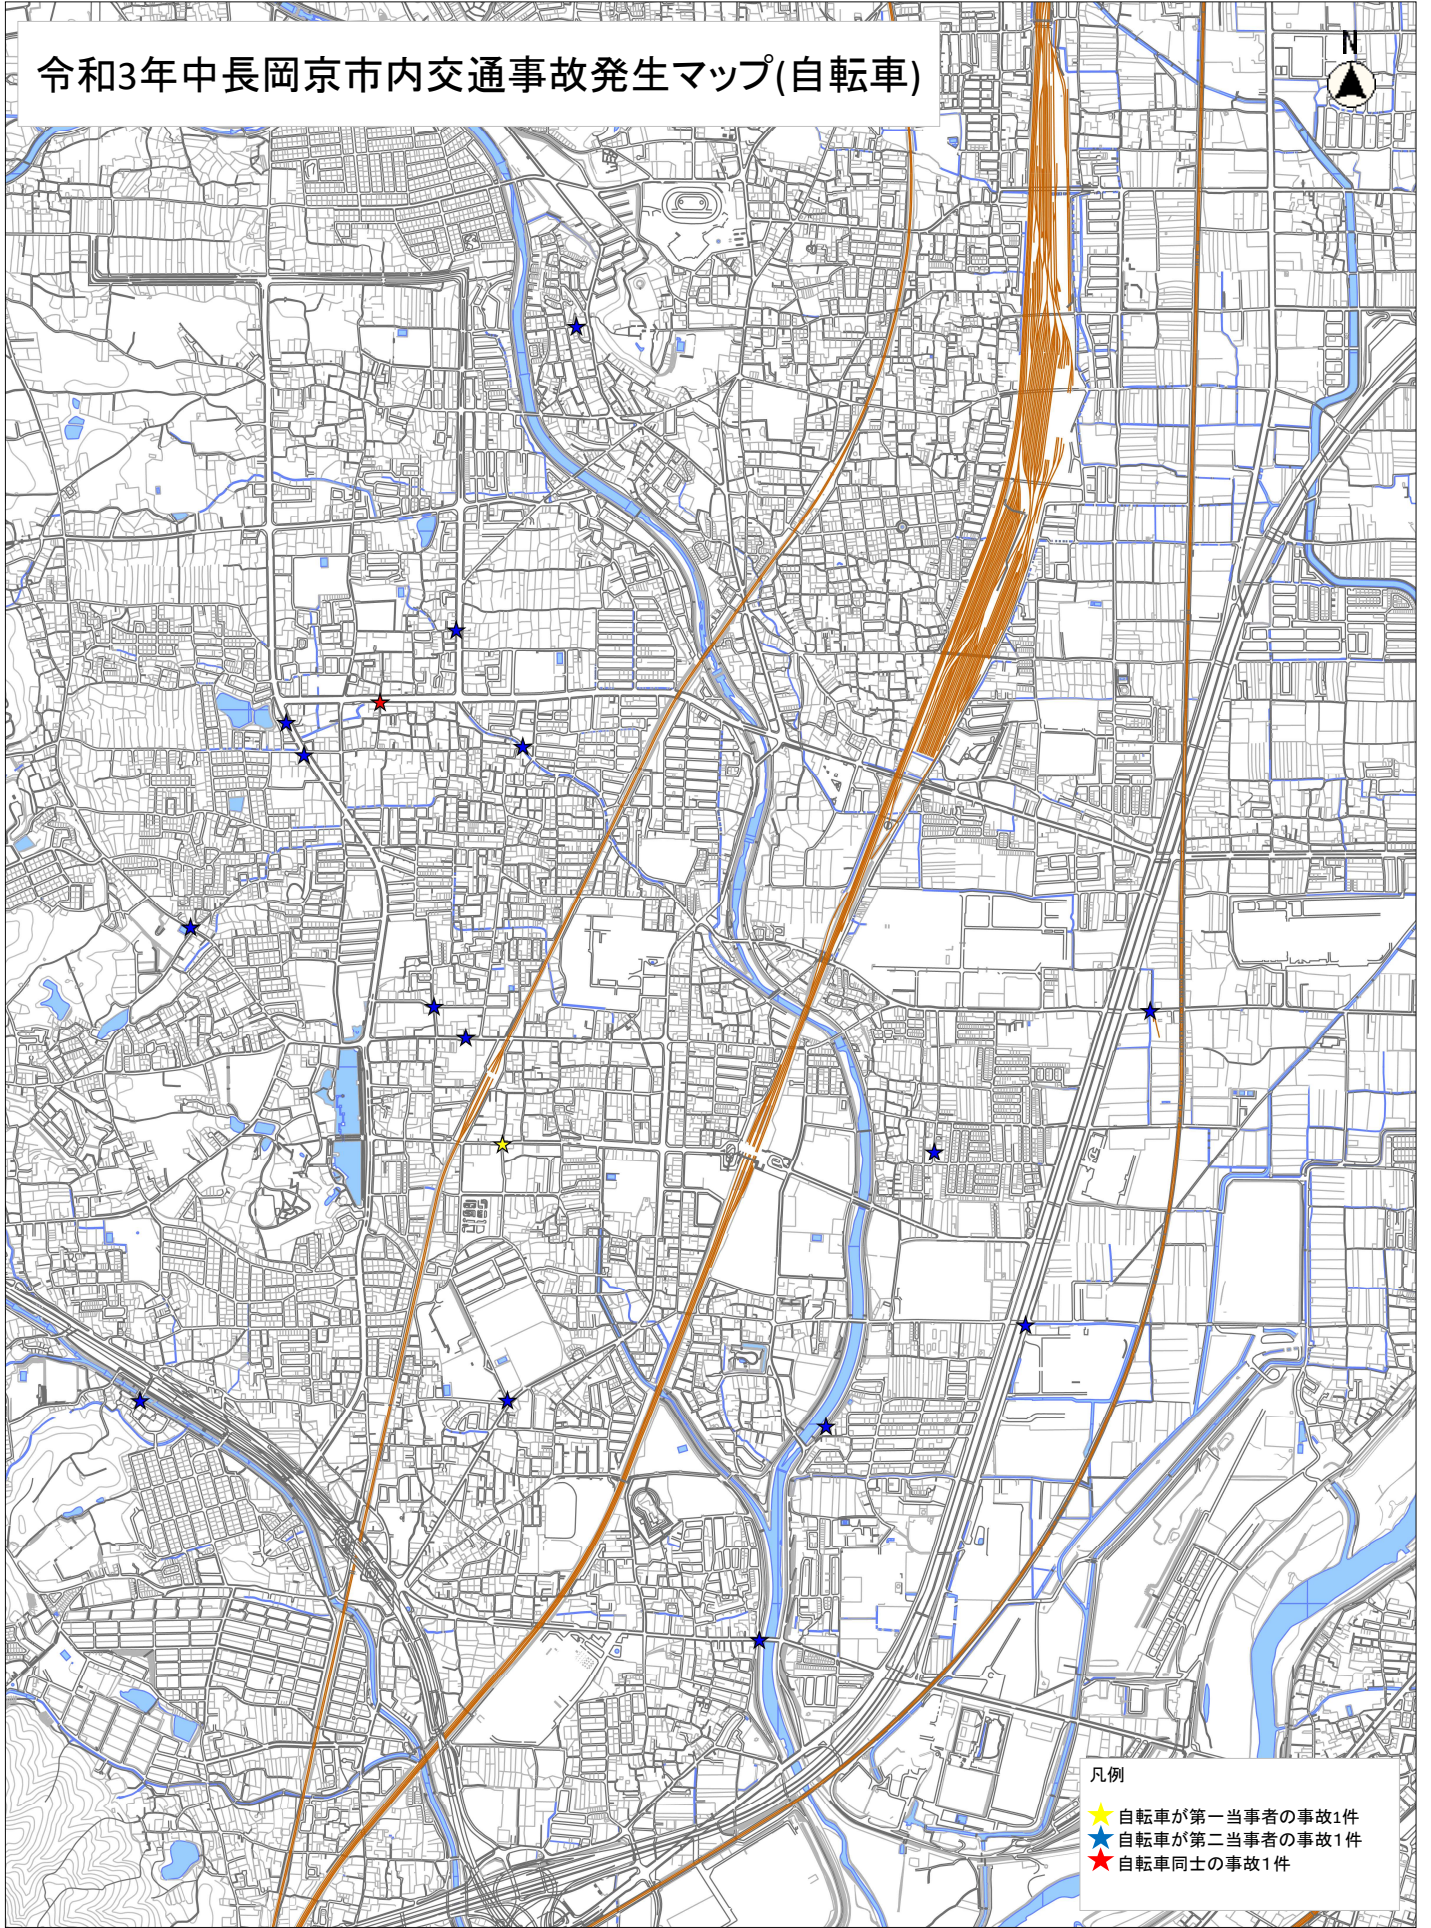 令和3年中長岡京市内交通事故発生マップ(自転車)
N
凡例
自転車が第一当事者の事故1件
自転車が第二当事者の事故1件
自転車同士の事故1件